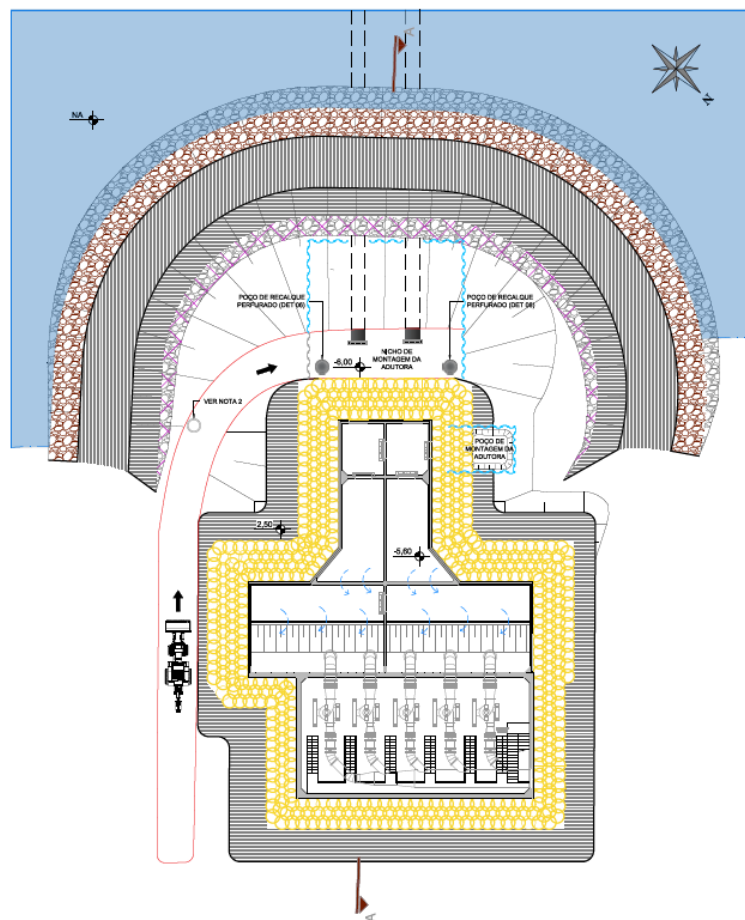 A
N
NA
POÇO DE RECALQUE
PERFURADO (DET 08)
POÇO DE RECALQUE
PERFURADO (DET 08)
NICHO DE
MONTAGEM DA
ADUTORA
-6,00
VER NOTA 2
POÇO DE
MONTAGEM DA
ADUTORA
2,50
-5,60
A